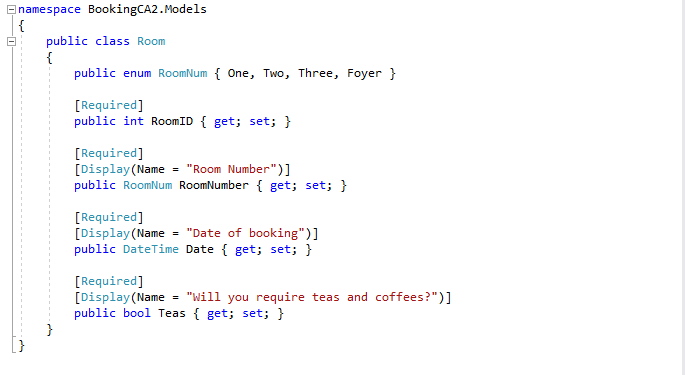 namespace BookingCA2.Models
{
public class Room
{
public enum RoomNum { One, Two, Three, Foyer }
[Required]
public int RoomID { get; set; }
[Required]
[Display(Name = "Room Number")]
public RoomNum RoomNumber { get; set; }
[Required]
[Display(Name = "Date of booking")]
public DateTime Date { get; set; }
[Required]
[Display(Name = "Will you require teas and coffees?")]
public bool Teas { get; set; }
}
}